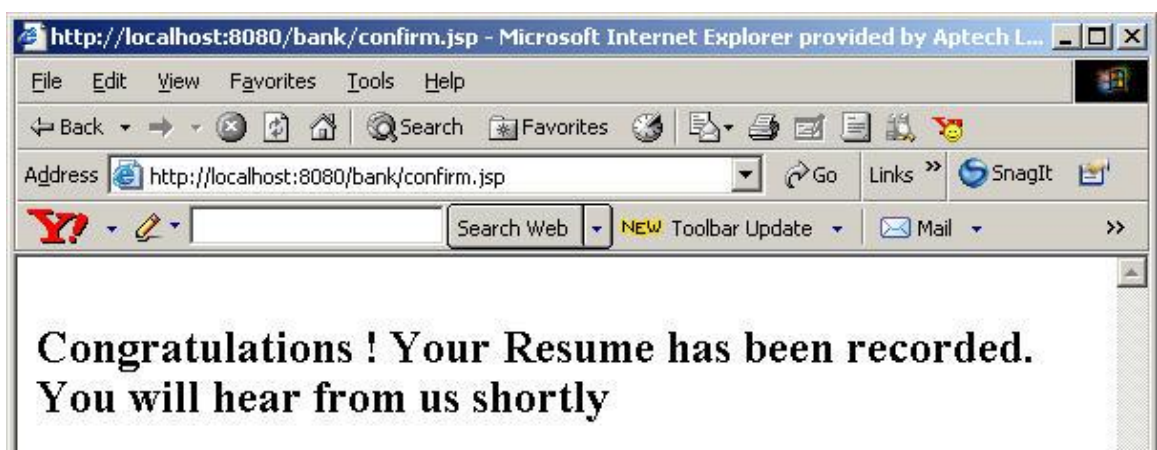 http://localhost:8080/bank/confirm.jsp - Microsoft Internet Explorer provided by Aptech L...
File Edit View Favorites Tools Help
Back Search Favorites
Address http://localhost:8080/bank/confirm.jsp Go Links » SnagIt
Y! Search Web NEW Toolbar Update Mail »
Congratulations ! Your Resume has been recorded.
You will hear from us shortly